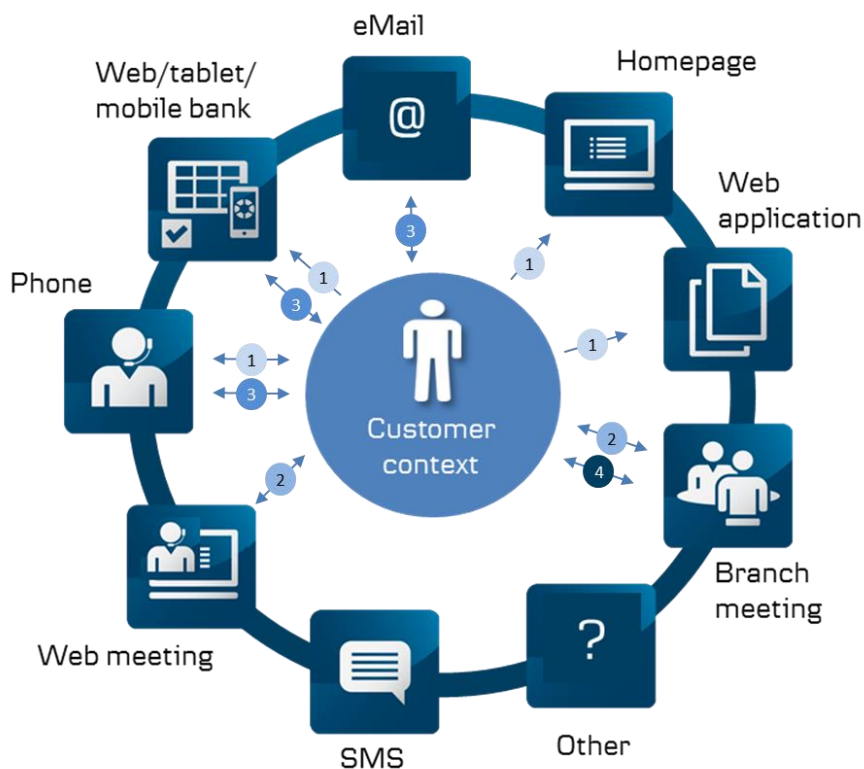 eMail
Homepage
Web/tablet/
mobile bank
@
Web
application
3
1
1
3
Phone
1
1
3
Customer
context
2
4
2
Branch
meeting
?
Web meeting
SMS
Other